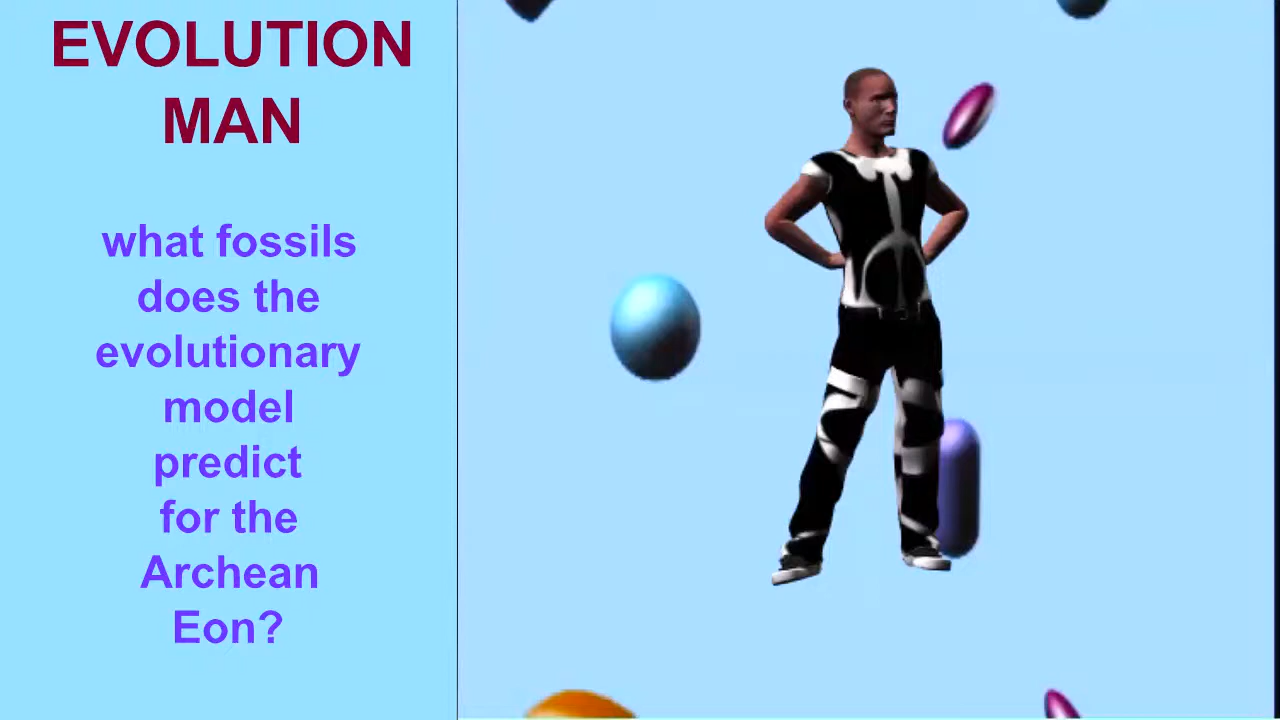 EVOLUTION
MAN
what fossils
does the
evolutionary
model
predict
for the
Archean
Eon?